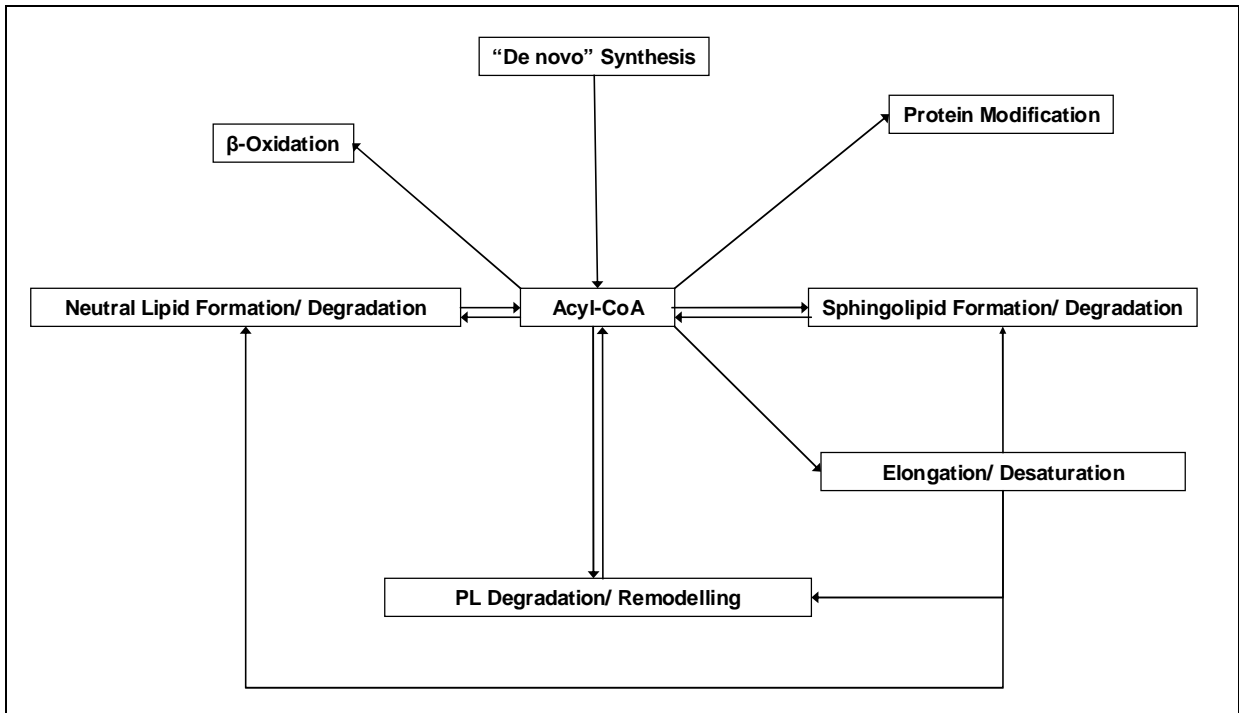 “De novo” Synthesis
Protein Modification
β-Oxidation
Neutral Lipid Formation/ Degradation
Acyl-CoA
Sphingolipid Formation/ Degradation
Elongation/ Desaturation
PL Degradation/ Remodelling